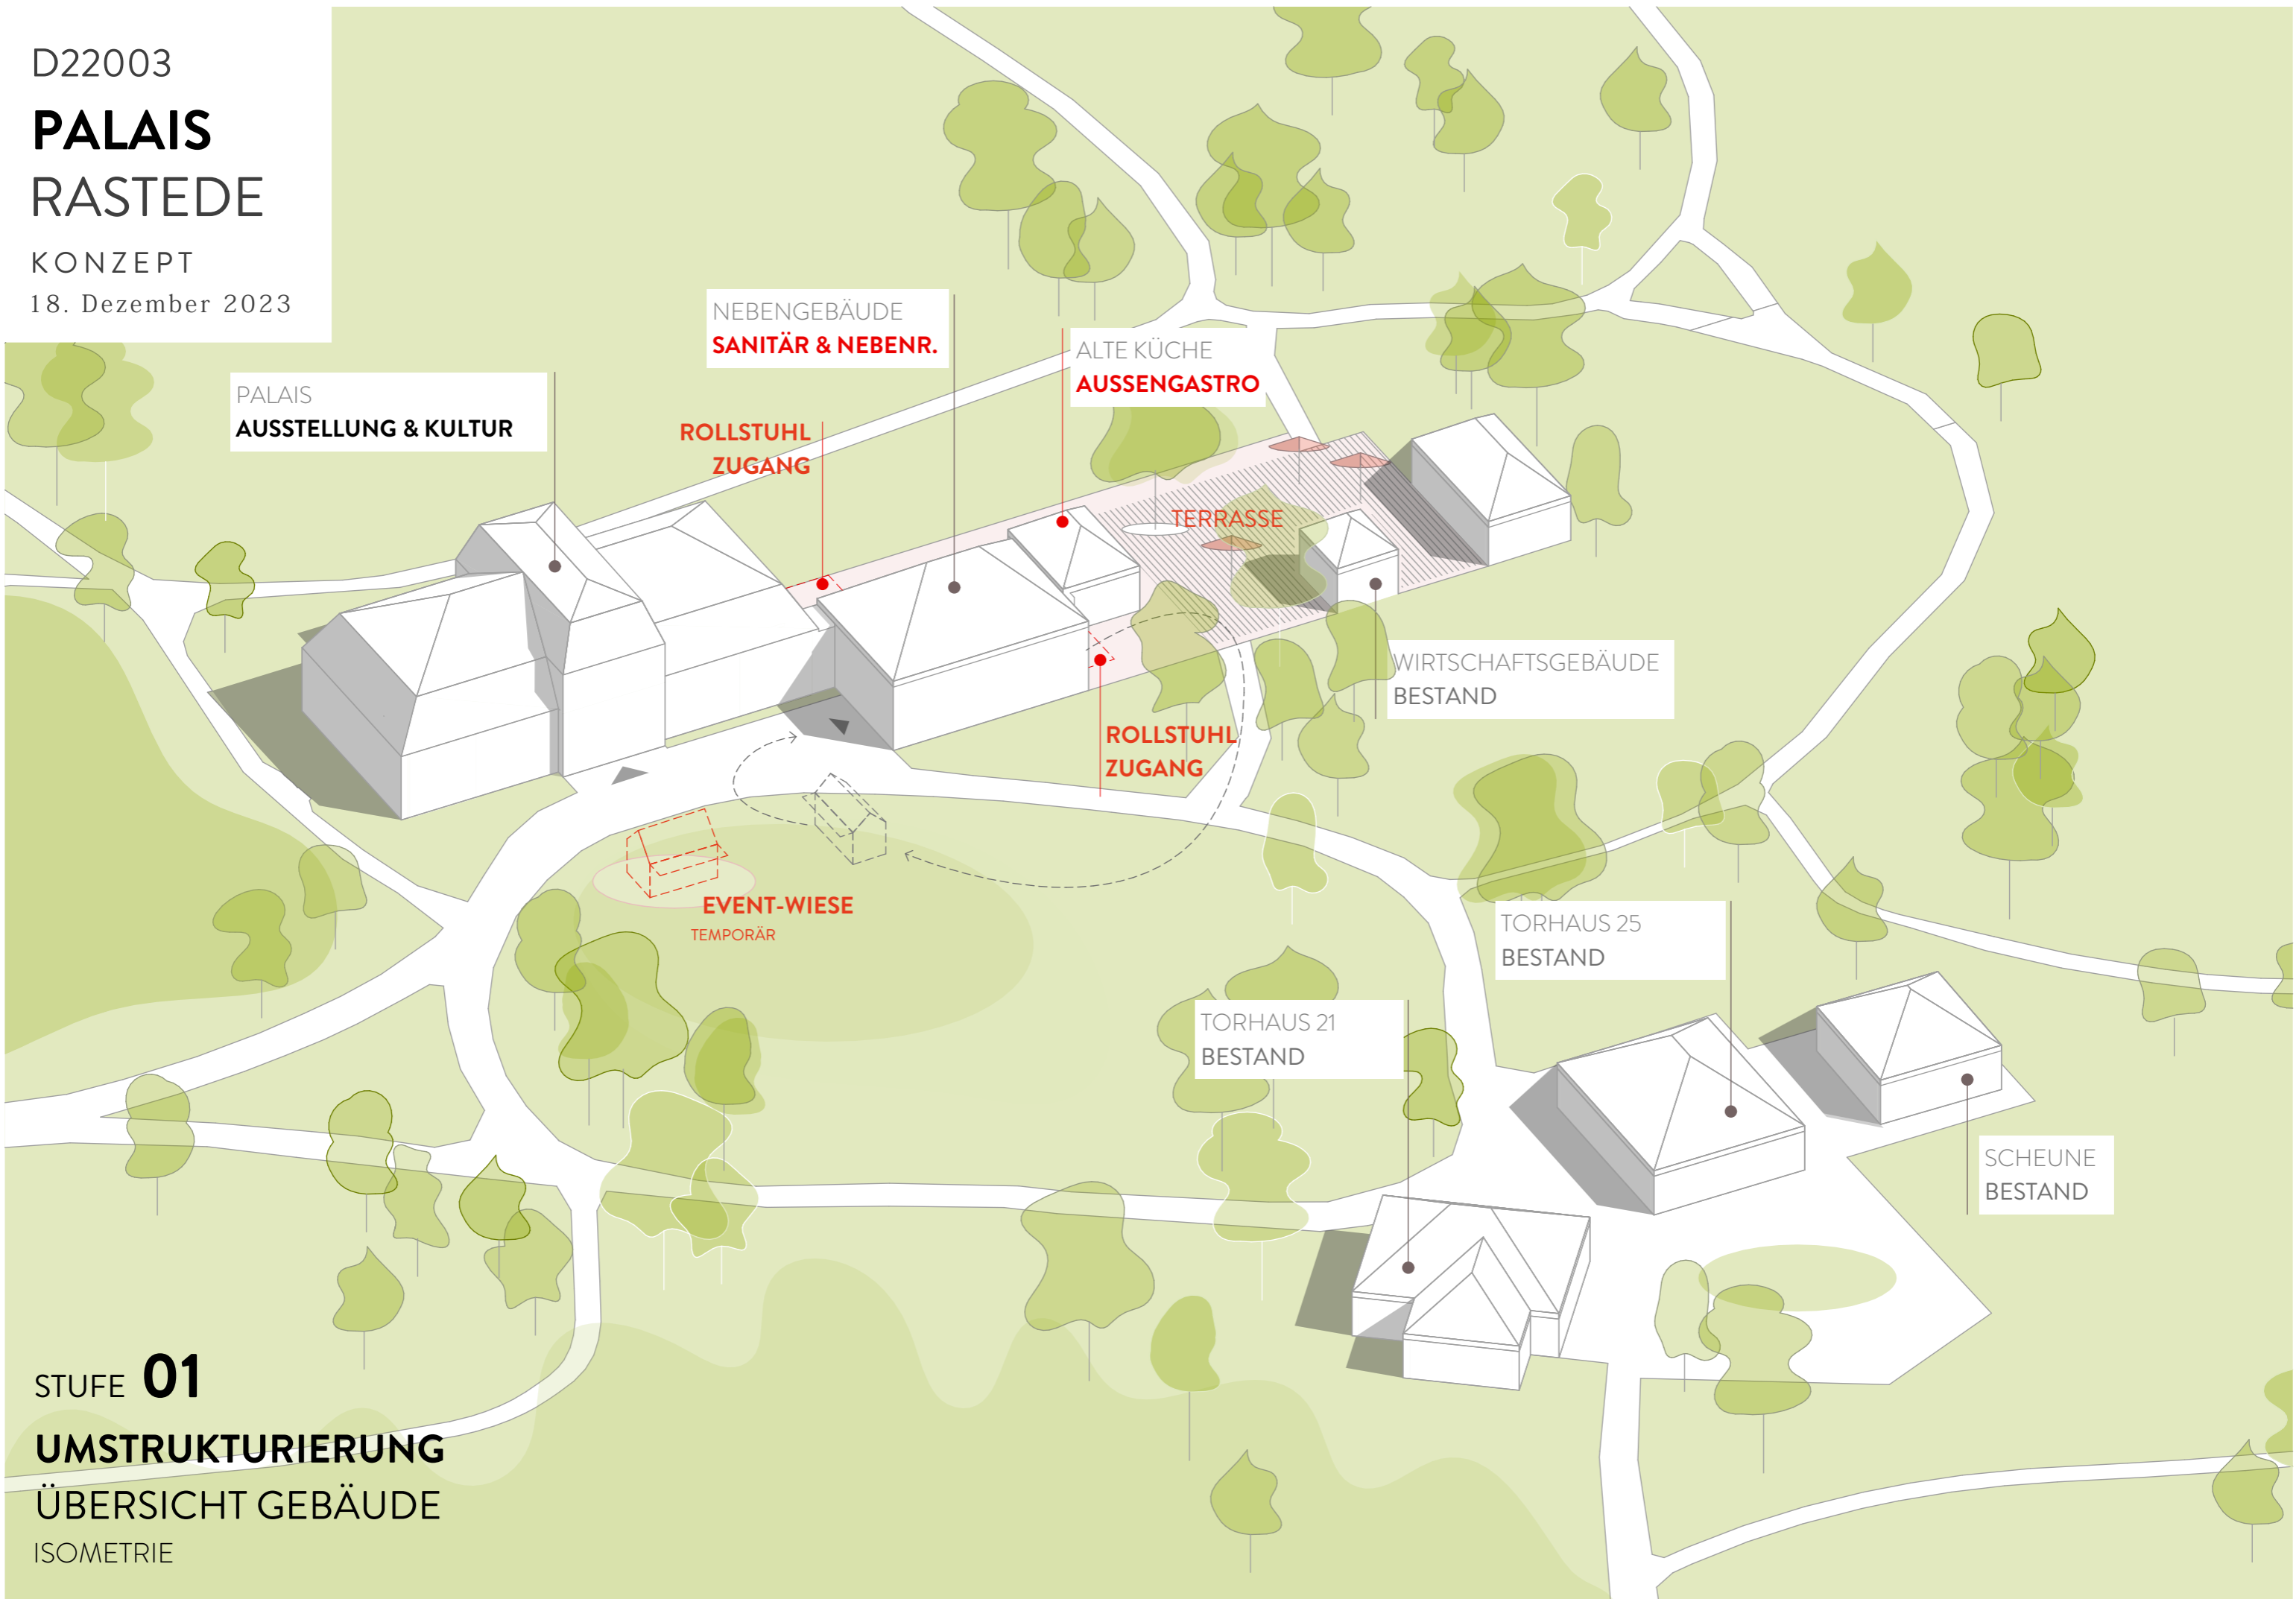 D22003
PALAIS
RASTEDE
KONZEPT
18. Dezember 2023
NEBENGEBÄUDE
SANITÄR & NEBENR.
ALTE KÜCHE
AUSSENGASTRO
PALAIS
AUSSTELLUNG & KULTUR
ROLLSTUHL
ZUGANG
TERRASSE
WIRTSCHAFTSGEBÄUDE
BESTAND
ROLLSTUHL
ZUGANG
EVENT-WIESE
TEMPORÄR
TORHAUS 25
BESTAND
TORHAUS 21
BESTAND
SCHEUNE
BESTAND
STUFE 01
UMSTRUKTURIERUNG
ÜBERSICHT GEBÄUDE
ISOMETRIE